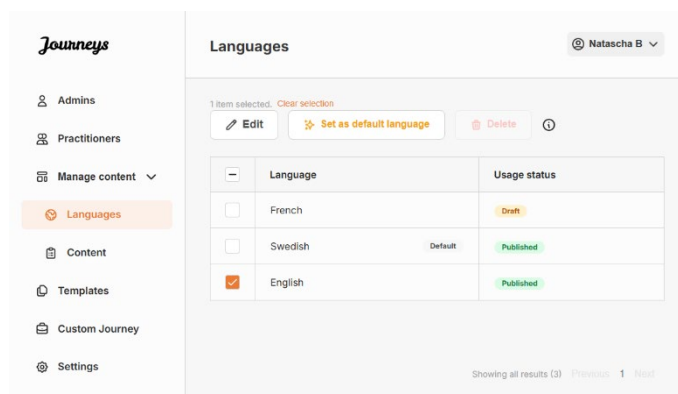 Journeys
Languages
Natascha B
Admins
Practitioners
Manage content
Languages
Content
Templates
Custom Journey
Settings
1 item selected. Clear selection
Edit
Set as default language
Delete
Language Usage status
French Draft
Swedish Default Published
English Published
Showing all results (3) Previous 1 Next